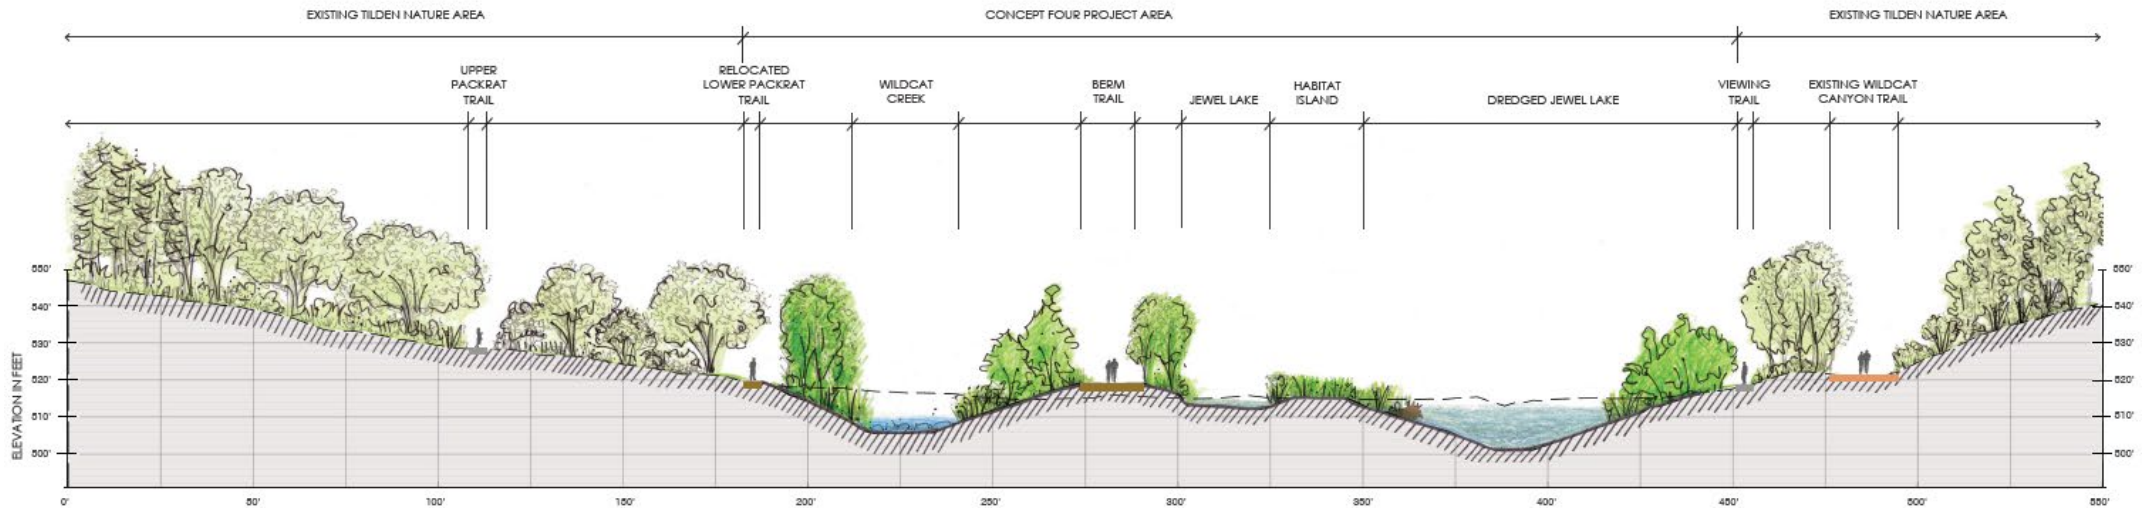 EXISTING TILDEN NATURE AREA
CONCEPT FOUR PROJECT AREA
EXISTING TILDEN NATURE AREA
UPPER
PACKRAT
TRAIL
RELOCATED
LOWER PACKRAT
TRAIL
WILDCAT
CREEK
BERM
TRAIL
JEWEL LAKE
HABITAT
ISLAND
DREDGED JEWEL LAKE
VIEWING
TRAIL
EXISTING WILDCAT
CANYON TRAIL
ELEVATION IN FEET
550'
540'
530'
520'
510'
500'
550'
540'
530'
520'
510'
500'
0'
50'
100'
150'
200'
250'
300'
350'
400'
450'
500'
550'